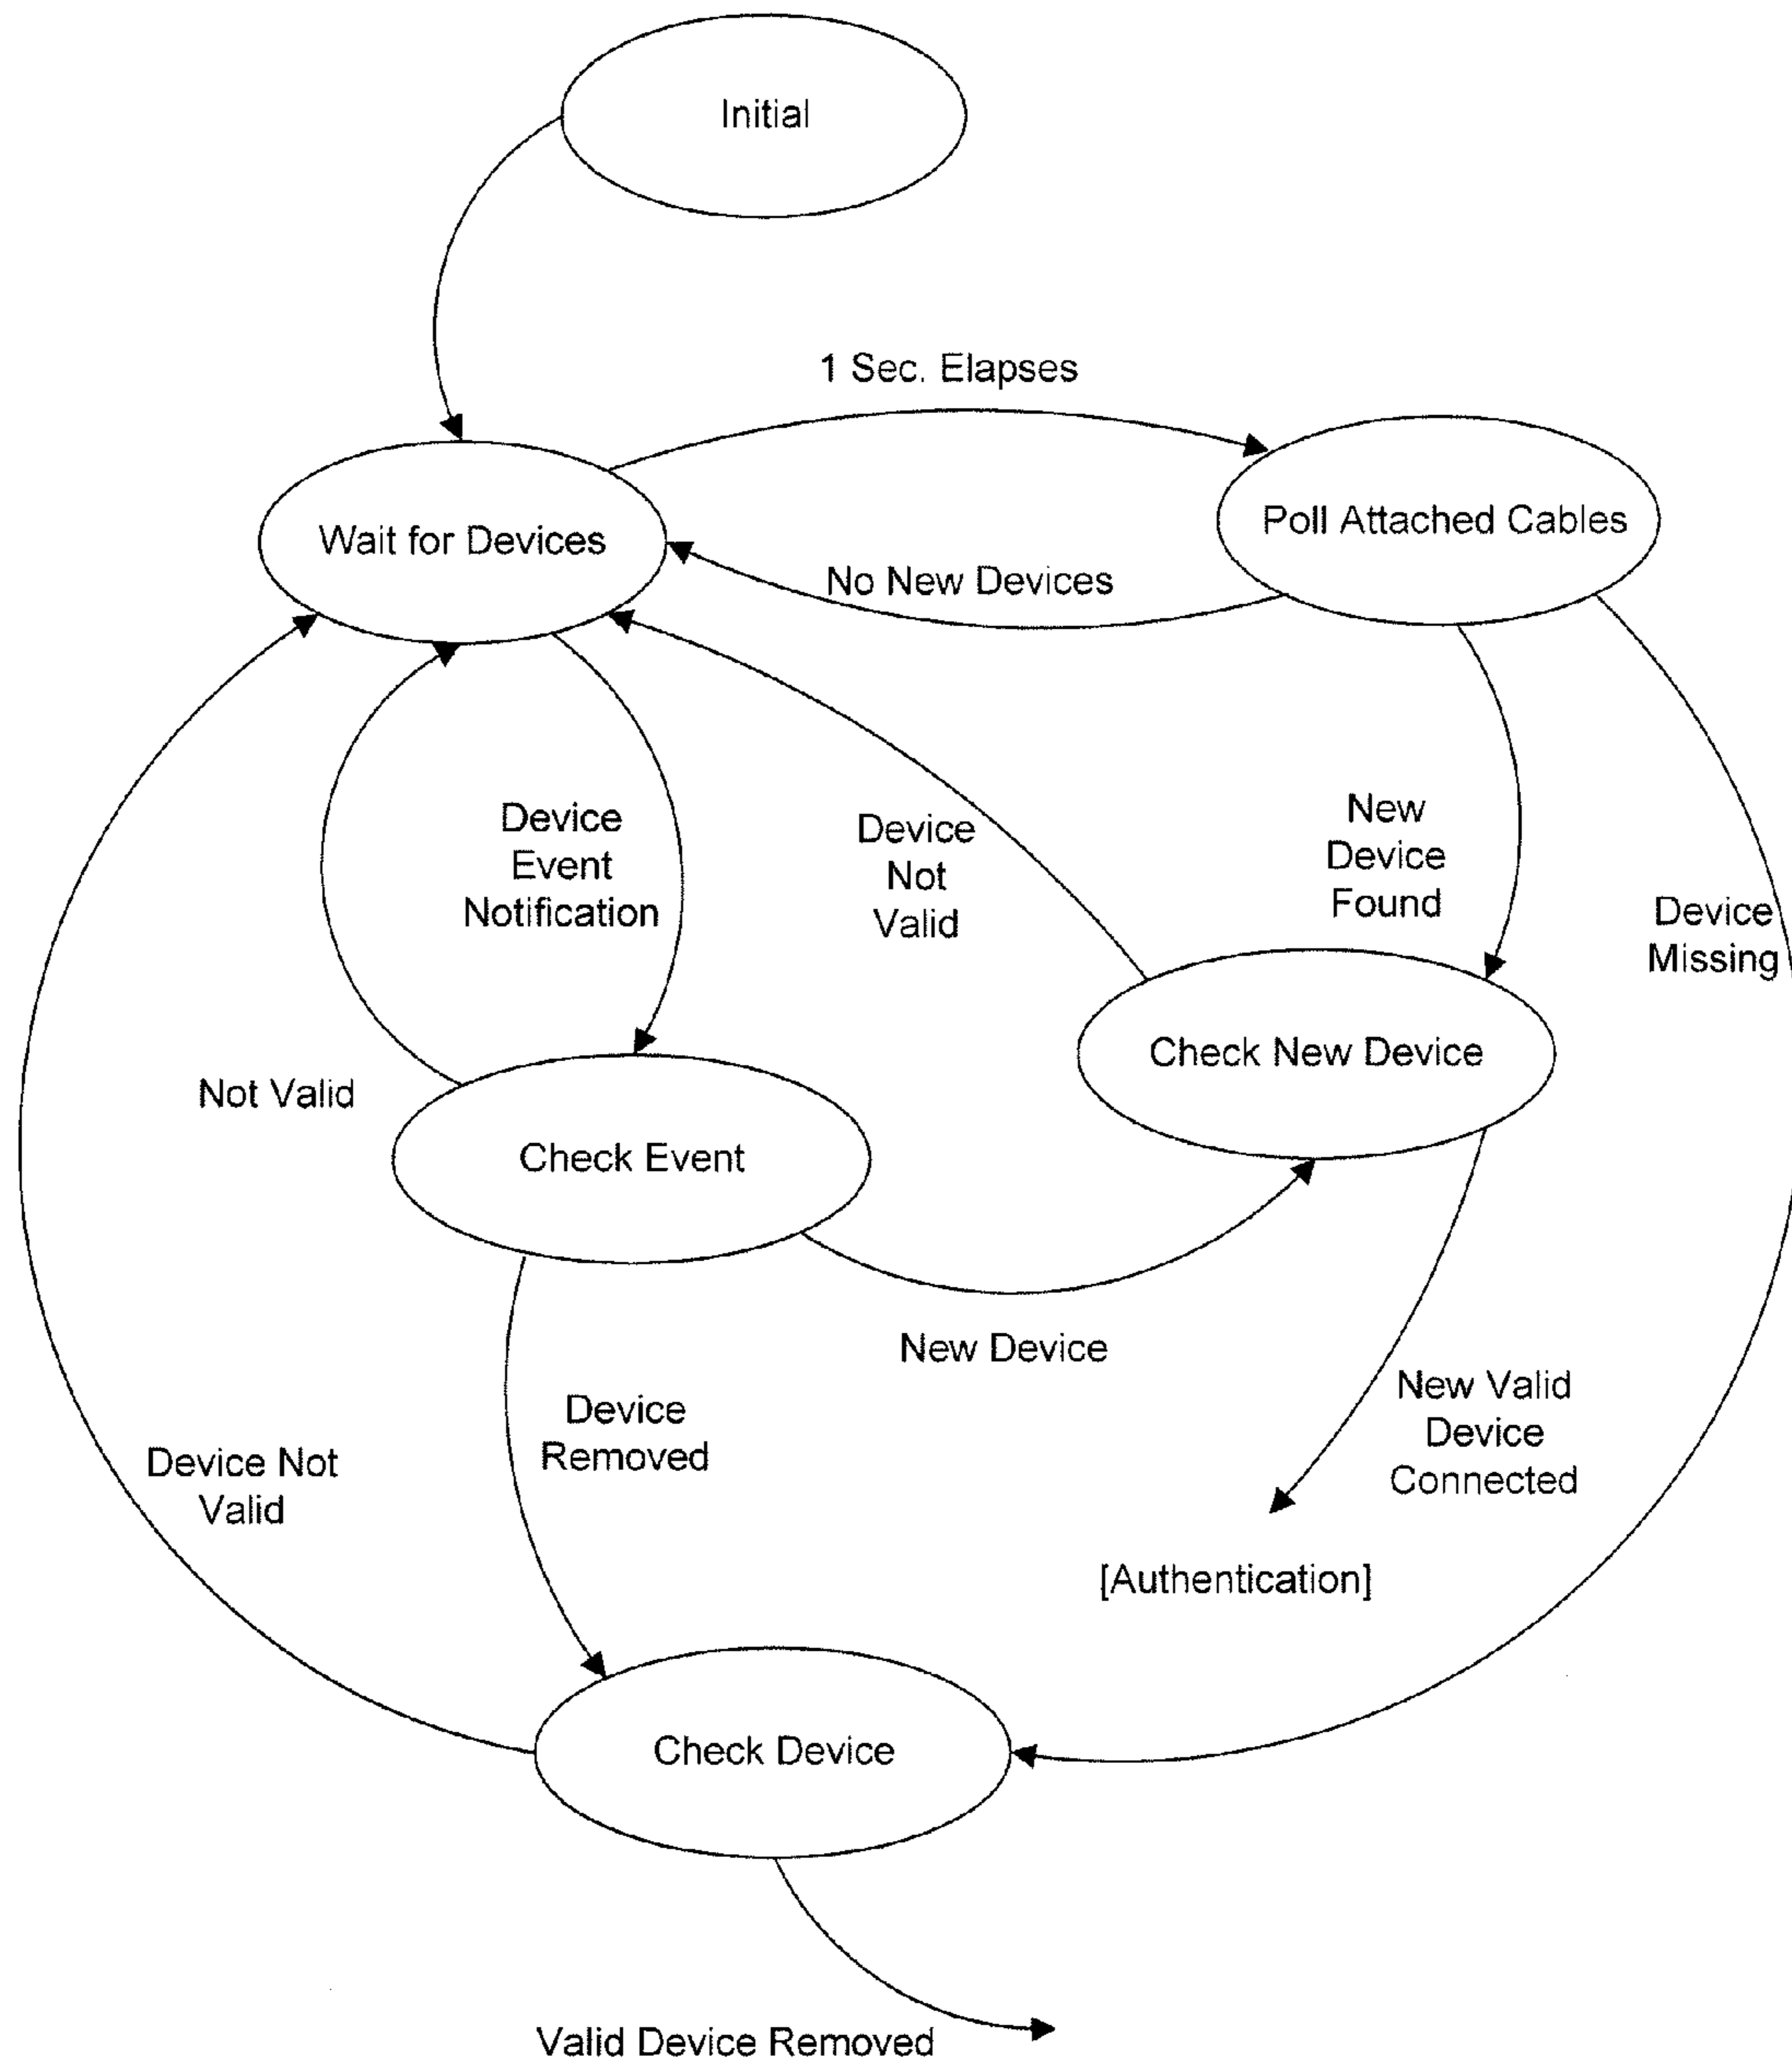 Initial
1 Sec. Elapses
Wait for Devices
Poll Attached Cables
No New Devices
Device
Event
Notification
Device
Not
Valid
New
Device
Found
Device
Missing
Check New Device
Not Valid
Check Event
New Device
Device
Removed
New Valid
Device
Connected
Device Not
Valid
[Authentication]
Check Device
Valid Device Removed